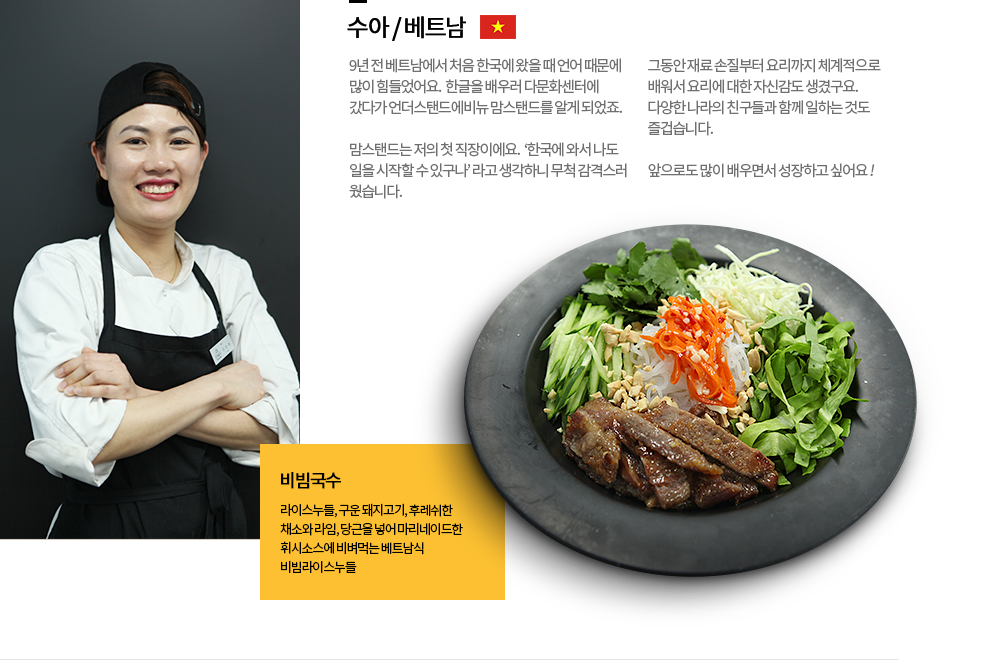 수아 / 베트남
9년 전 베트남에서 처음 한국에 왔을 때 언어 때문에
많이 힘들었어요. 한글을 배우러 다문화센터에
갔다가 언더스탠드에비뉴 맘스탠드를 알게 되었죠.
맘스탠드는 저의 첫 직장이에요. ‘한국에 와서 나도
일을 시작할 수 있구나’ 라고 생각하니 무척 감격스러
웠습니다.
그동안 재료 손질부터 요리까지 체계적으로
배워서 요리에 대한 자신감도 생겼구요.
다양한 나라의 친구들과 함께 일하는 것도
즐겁습니다.
앞으로도 많이 배우면서 성장하고 싶어요 !
비빔국수
라이스누들, 구운 돼지고기, 후레쉬한
채소와 라임, 당근을 넣어 마리네이드한
휘시소스에 비벼먹는 베트남식
비빔라이스누들